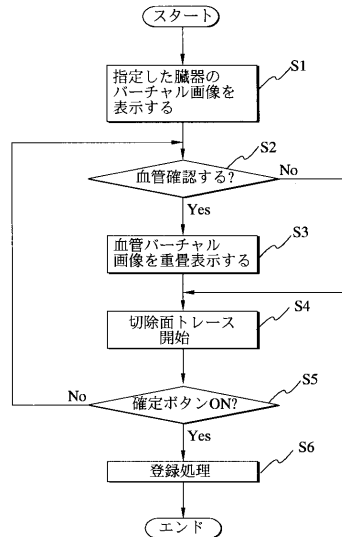 スタート
S1
指定した臓器の
バーチャル画像を
表示する
S2
血管確認する?
No
Yes
S3
血管バーチャル
画像を重畳表示する
S4
切除面トレース
開始
S5
確定ボタンON?
No
Yes
S6
登録処理
エンド